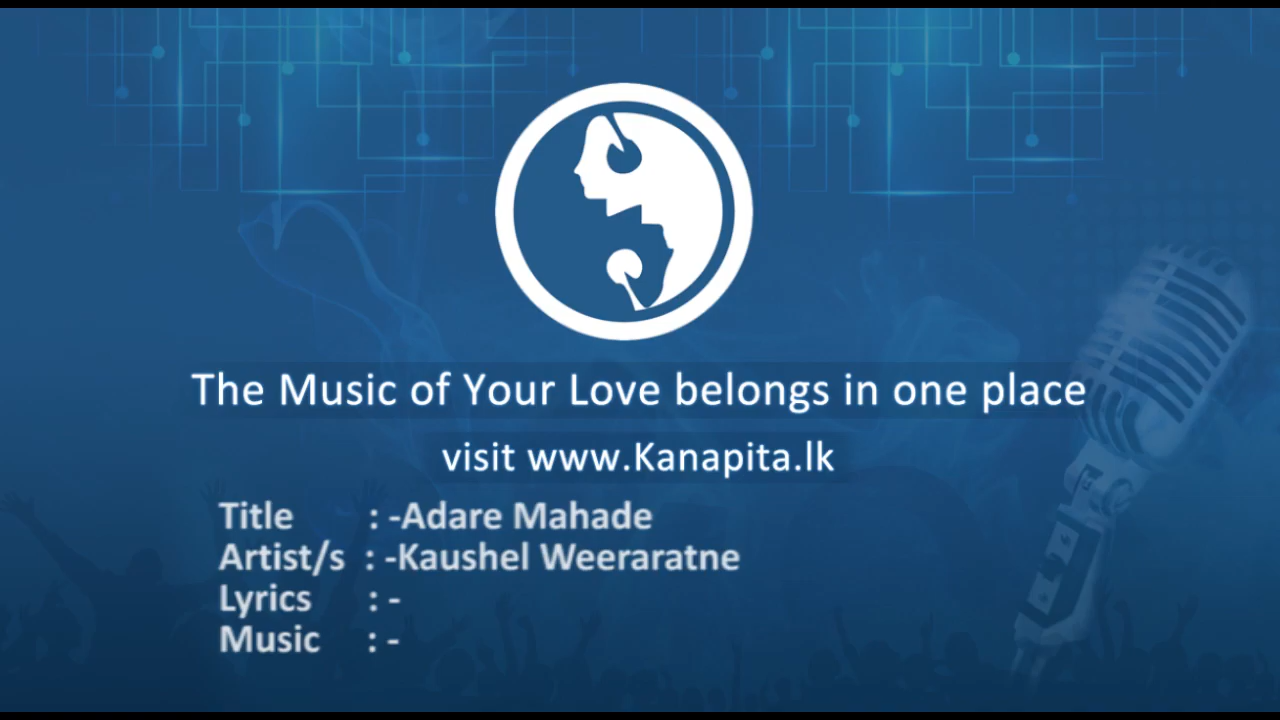 The Music of Your Love belongs in one place
visit www.Kanapita.lk
Title : -Adare Mahade
Artist/s : -Kaushel Weeraratne
Lyrics : -
Music : -